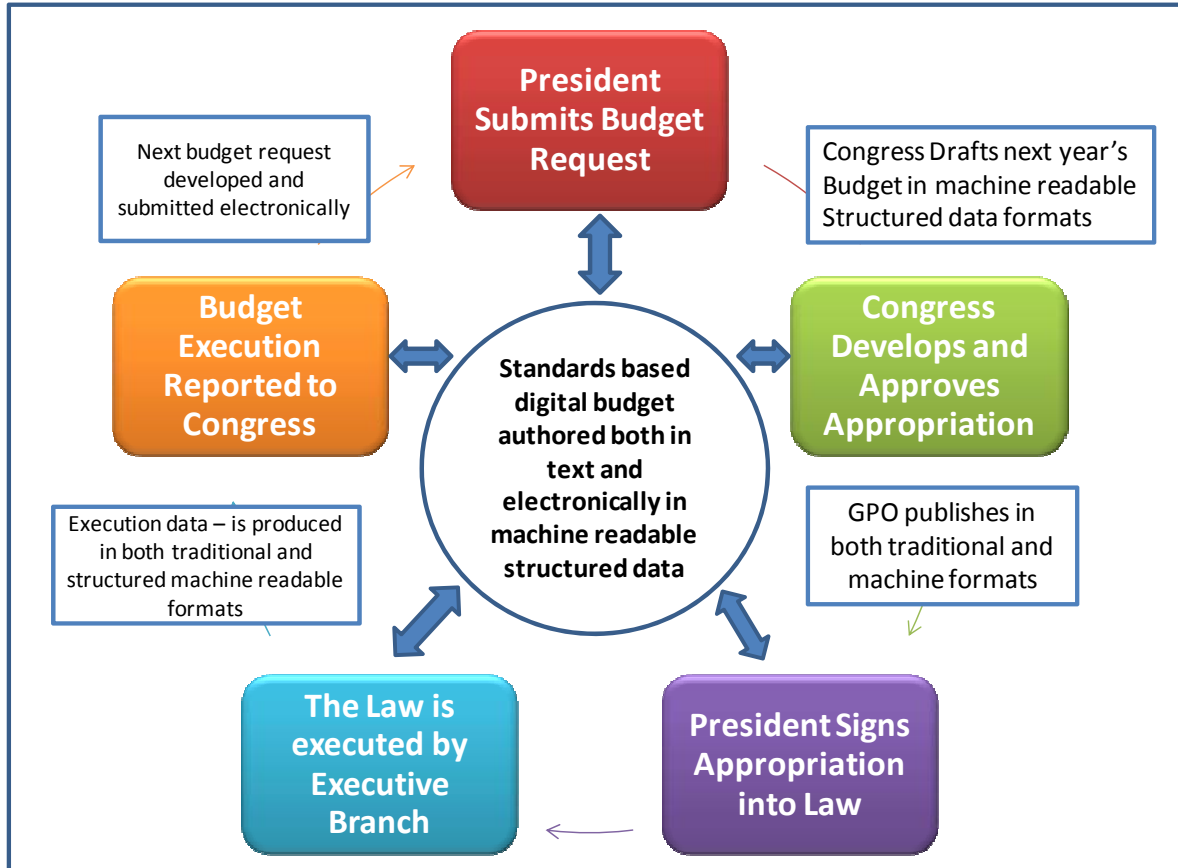 President
Submits Budget
Request
Next budget request
developed and
submitted electronically
Congress Drafts next year's
Budget in machine readable
Structured data formats
Budget
Execution
Reported to
Congress
Standards based
digital budget
authored both in
text and
electronically in
machine readable
structured data
Congress
Develops and
Approves
Appropriation
Execution data – is produced
in both traditional and
structured machine readable
formats
GPO publishes in
both traditional and
machine formats
The Law is
executed by
Executive
Branch
President Signs
Appropriation
into Law